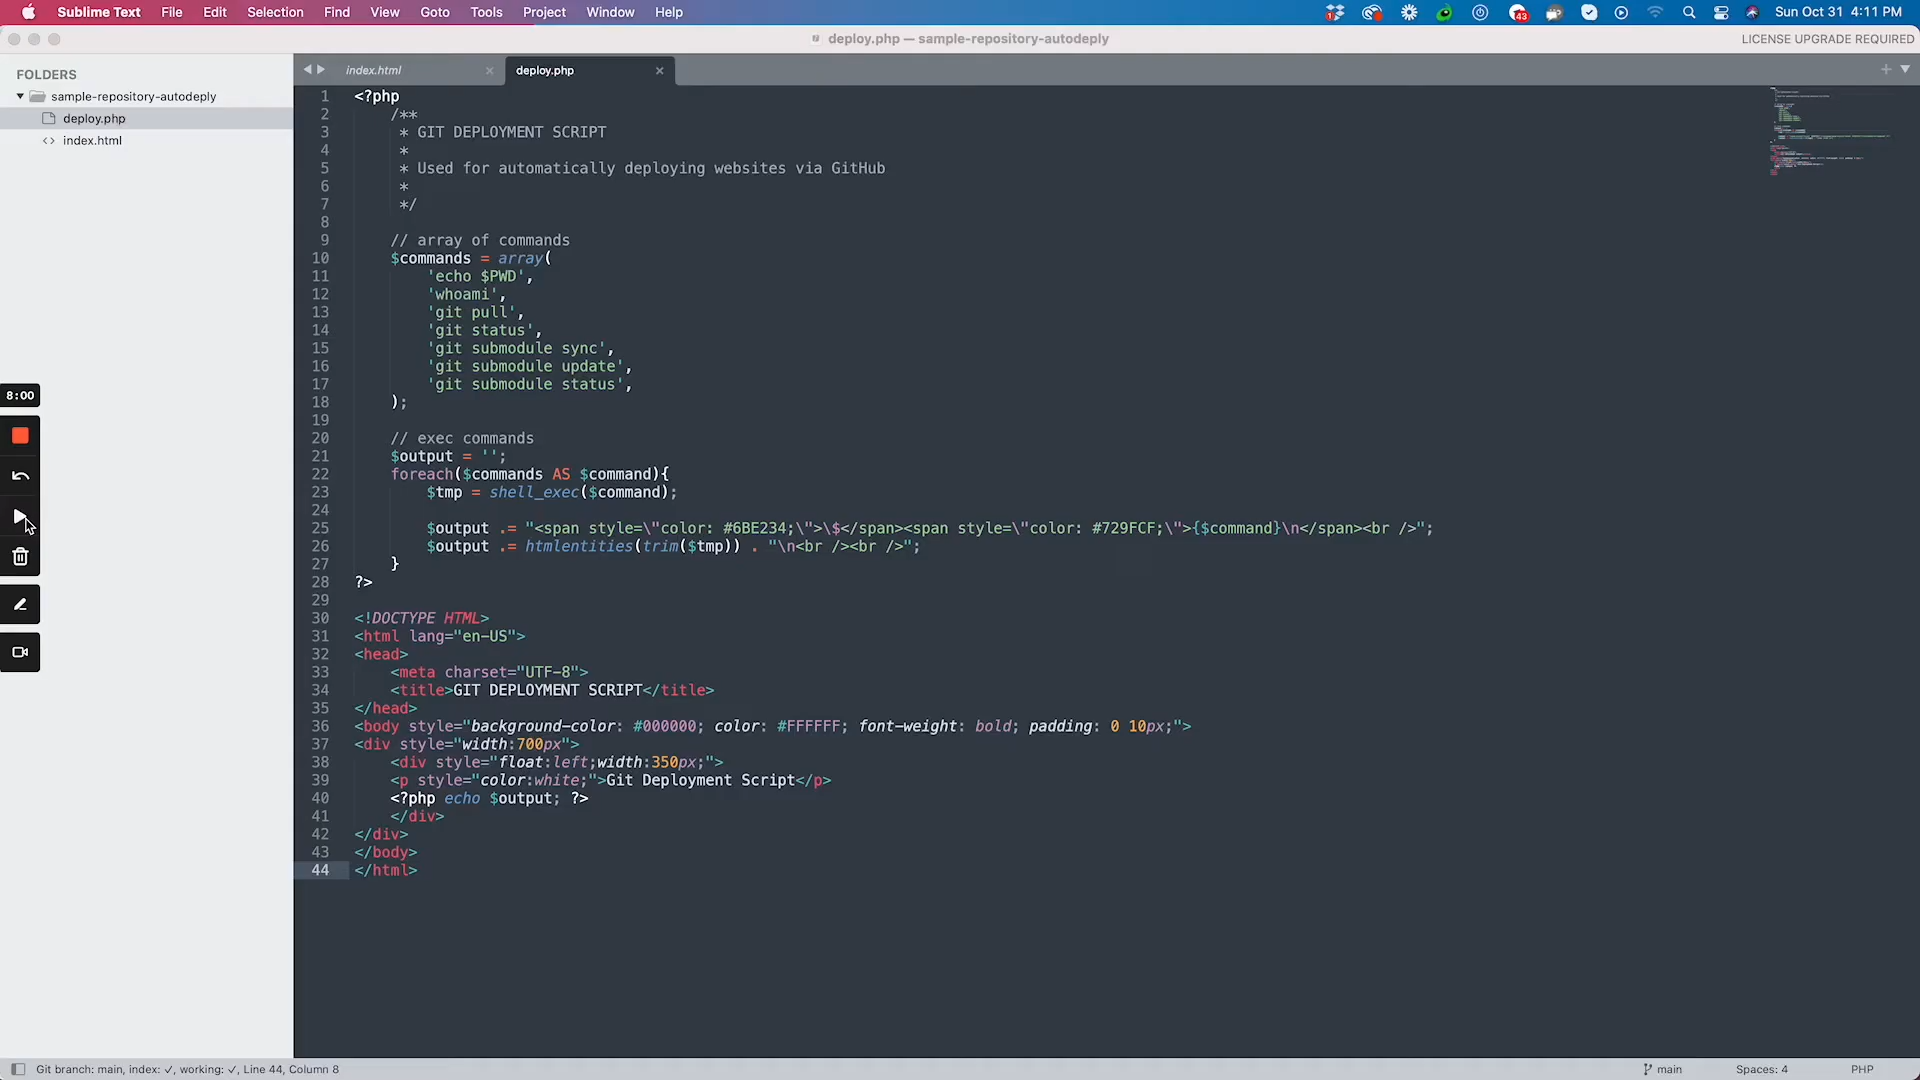 Sublime Text File Edit Selection Find View Goto Tools Project Window Help 1 43 Sun Oct 31 4:11 PM
deploy.php — sample-repository-autodeply LICENSE UPGRADE REQUIRED
FOLDERS
sample-repository-autodeply
deploy.php
index.html
8:00
index.html × deploy.php ×
1 <?php
2 /**
3 * GIT DEPLOYMENT SCRIPT
4 *
5 * Used for automatically deploying websites via GitHub
6 *
7 */
8
9 // array of commands
10 $commands = array(
11 'echo $PWD',
12 'whoami',
13 'git pull',
14 'git status',
15 'git submodule sync',
16 'git submodule update',
17 'git submodule status',
18 );
19
20 // exec commands
21 $output = '';
22 foreach($commands AS $command){
23 $tmp = shell_exec($command);
24
25 $output .= "<span style=\"color: #6BE234;\">\$</span><span style=\"color: #729FCF;\">{$command}\n</span><br />";
26 $output .= htmlentities(trim($tmp)) . "\n<br /><br />";
27 }
28 ?>
29
30 <!DOCTYPE HTML>
31 <html lang="en-US">
32 <head>
33 <meta charset="UTF-8">
34 <title>GIT DEPLOYMENT SCRIPT</title>
35 </head>
36 <body style="background-color: #000000; color: #FFFFFF; font-weight: bold; padding: 0 10px;">
37 <div style="width:700px">
38 <div style="float:left;width:350px;">
39 <p style="color:white;">Git Deployment Script</p>
40 <?php echo $output; ?>
41 </div>
42 </div>
43 </body>
44 </html>
Git branch: main, index: ✓, working: ✓, Line 44, Column 8 main Spaces: 4 PHP